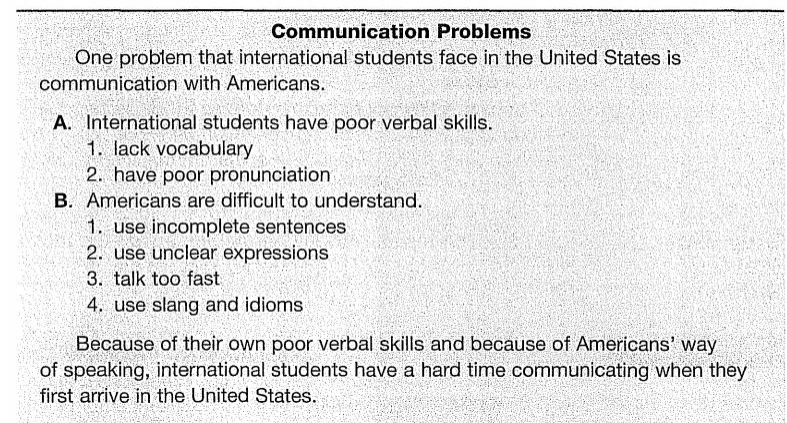 Communication Problems
One problem that international students face in the United States is
communication with Americans.
A. International students have poor verbal skills.
1. lack vocabulary
2. have poor pronunciation
B. Americans are difficult to understand.
1. use incomplete sentences
2. use unclear expressions
3. talk too fast
4. use slang and idioms
Because of their own poor verbal skills and because of Americans' way
of speaking, international students have a hard time communicating when they
first arrive in the United States.